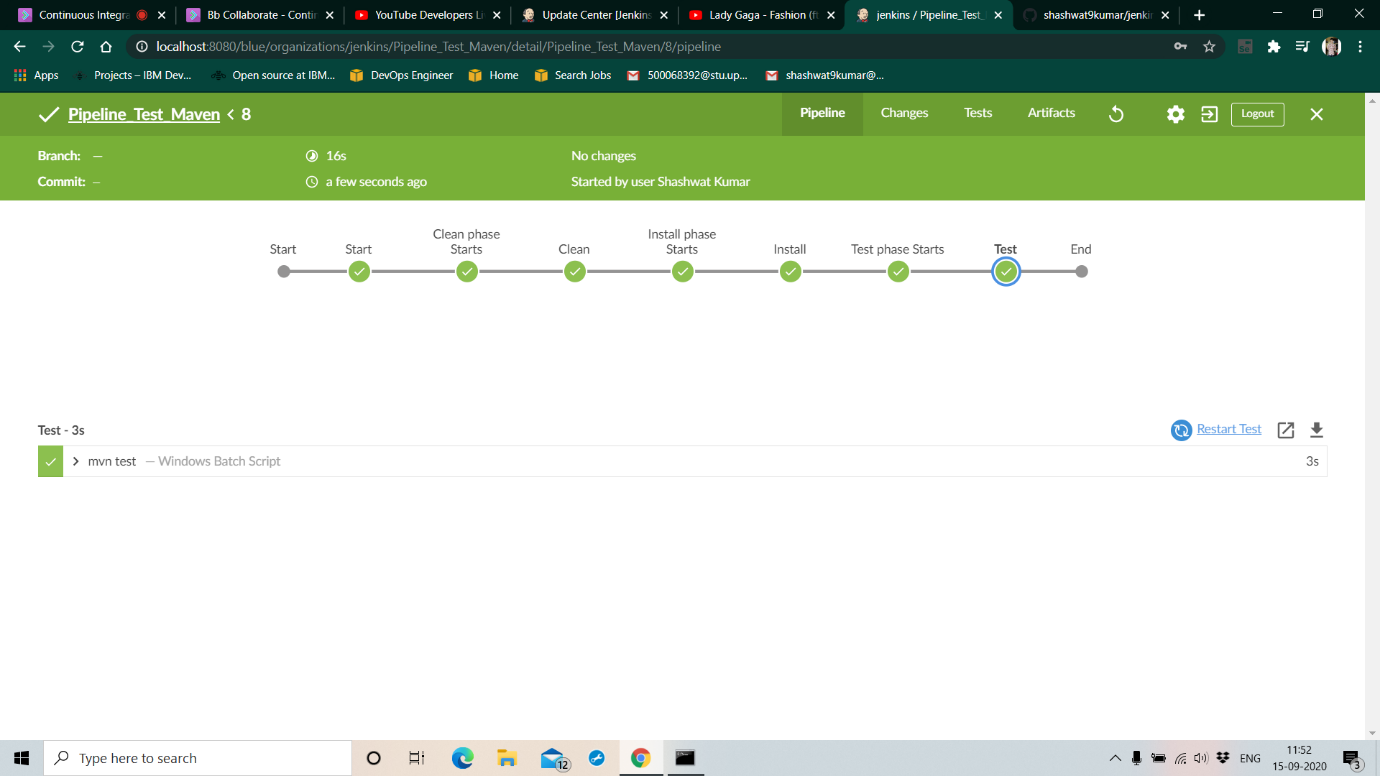 Continuous Integra
Bb Collaborate - Contin
YouTube Developers Li
Update Center [Jenkins
Lady Gaga - Fashion (ft
jenkins / Pipeline_Test_
shashwat9kumar/jenkin
localhost:8080/blue/organizations/jenkins/Pipeline_Test_Maven/detail/Pipeline_Test_Maven/8/pipeline
Apps
Projects – IBM Dev...
Open source at IBM...
DevOps Engineer
Home
Search Jobs
500068392@stu.up...
shashwat9kumar@...
Pipeline_Test_Maven < 8
Pipeline
Changes
Tests
Artifacts
Logout
Branch: —
16s
No changes
Commit: —
a few seconds ago
Started by user Shashwat Kumar
Start
Start
Clean phase
Starts
Clean
Install phase
Starts
Install
Test phase Starts
Test
End
Test - 3s
Restart Test
mvn test — Windows Batch Script
3s
Type here to search
12
ENG
11:52
15-09-2020
3